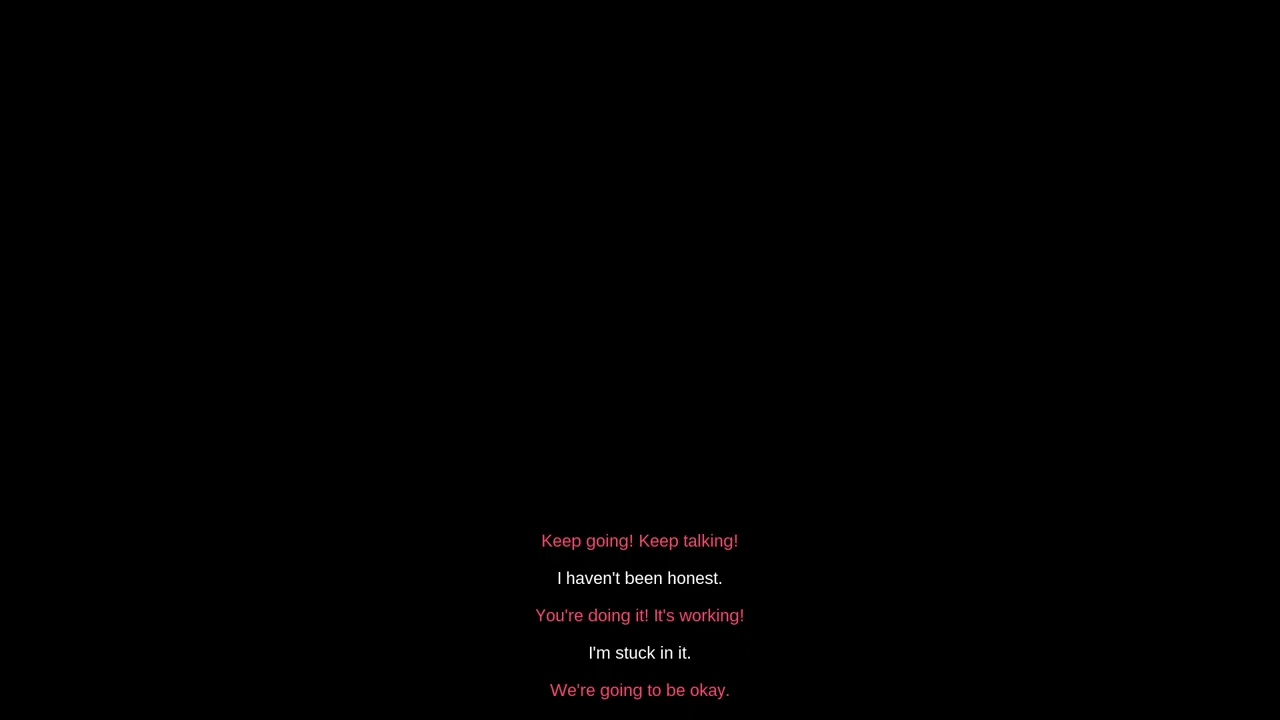 Keep going! Keep talking!
I haven't been honest.
You're doing it! It's working!
I'm stuck in it.
We're going to be okay.